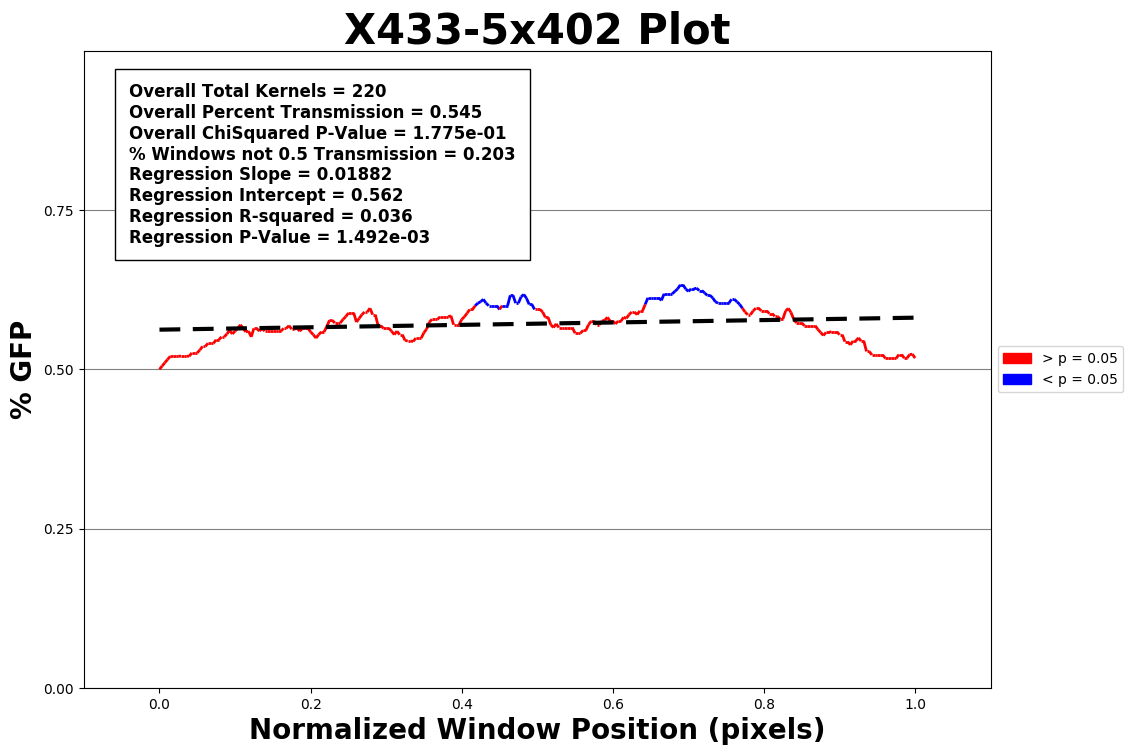 X433-5x402 Plot
Overall Total Kernels = 220
Overall Percent Transmission = 0.545
Overall ChiSquared P-Value = 1.775e-01
% Windows not 0.5 Transmission = 0.203
Regression Slope = 0.01882
Regression Intercept = 0.562
Regression R-squared = 0.036
Regression P-Value = 1.492e-03
% GFP
0.75
0.50
0.25
0.00
> p = 0.05
< p = 0.05
0.0 0.2 0.4 0.6 0.8 1.0
Normalized Window Position (pixels)